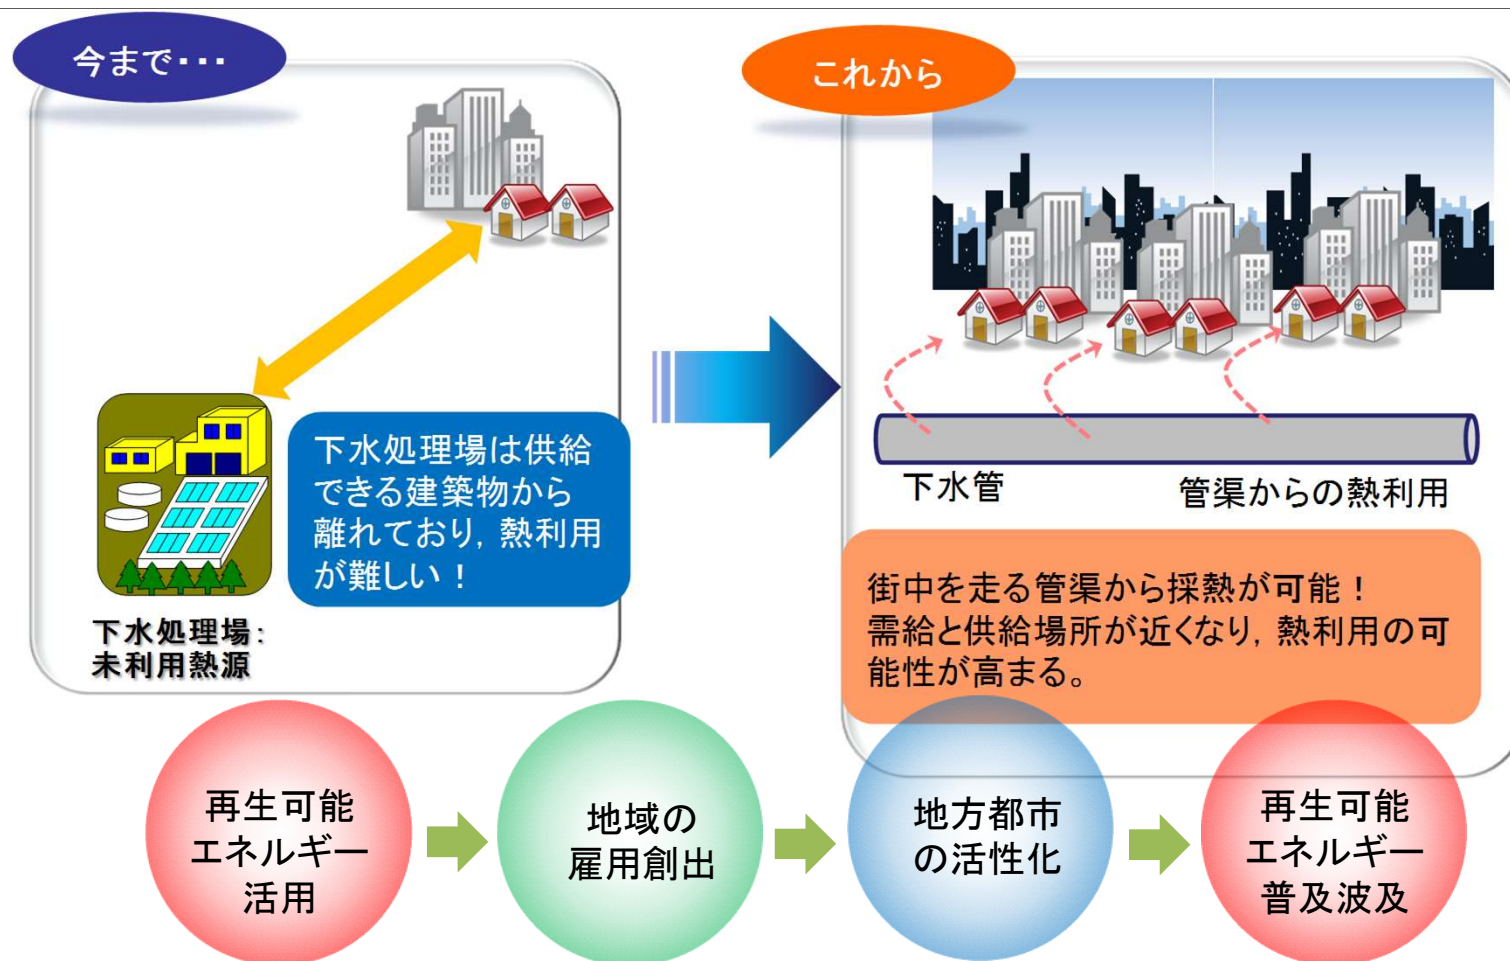 今まで・・・
下水処理場は供給
できる建築物から
離れており, 熱利用
が難しい！
下水処理場：
未利用熱源
これから
下水管
管渠からの熱利用
街中を走る管渠から採熱が可能！
需給と供給場所が近くなり, 熱利用の可
能性が高まる。
再生可能
エネルギー
活用
地域の
雇用創出
地方都市
の活性化
再生可能
エネルギー
普及波及